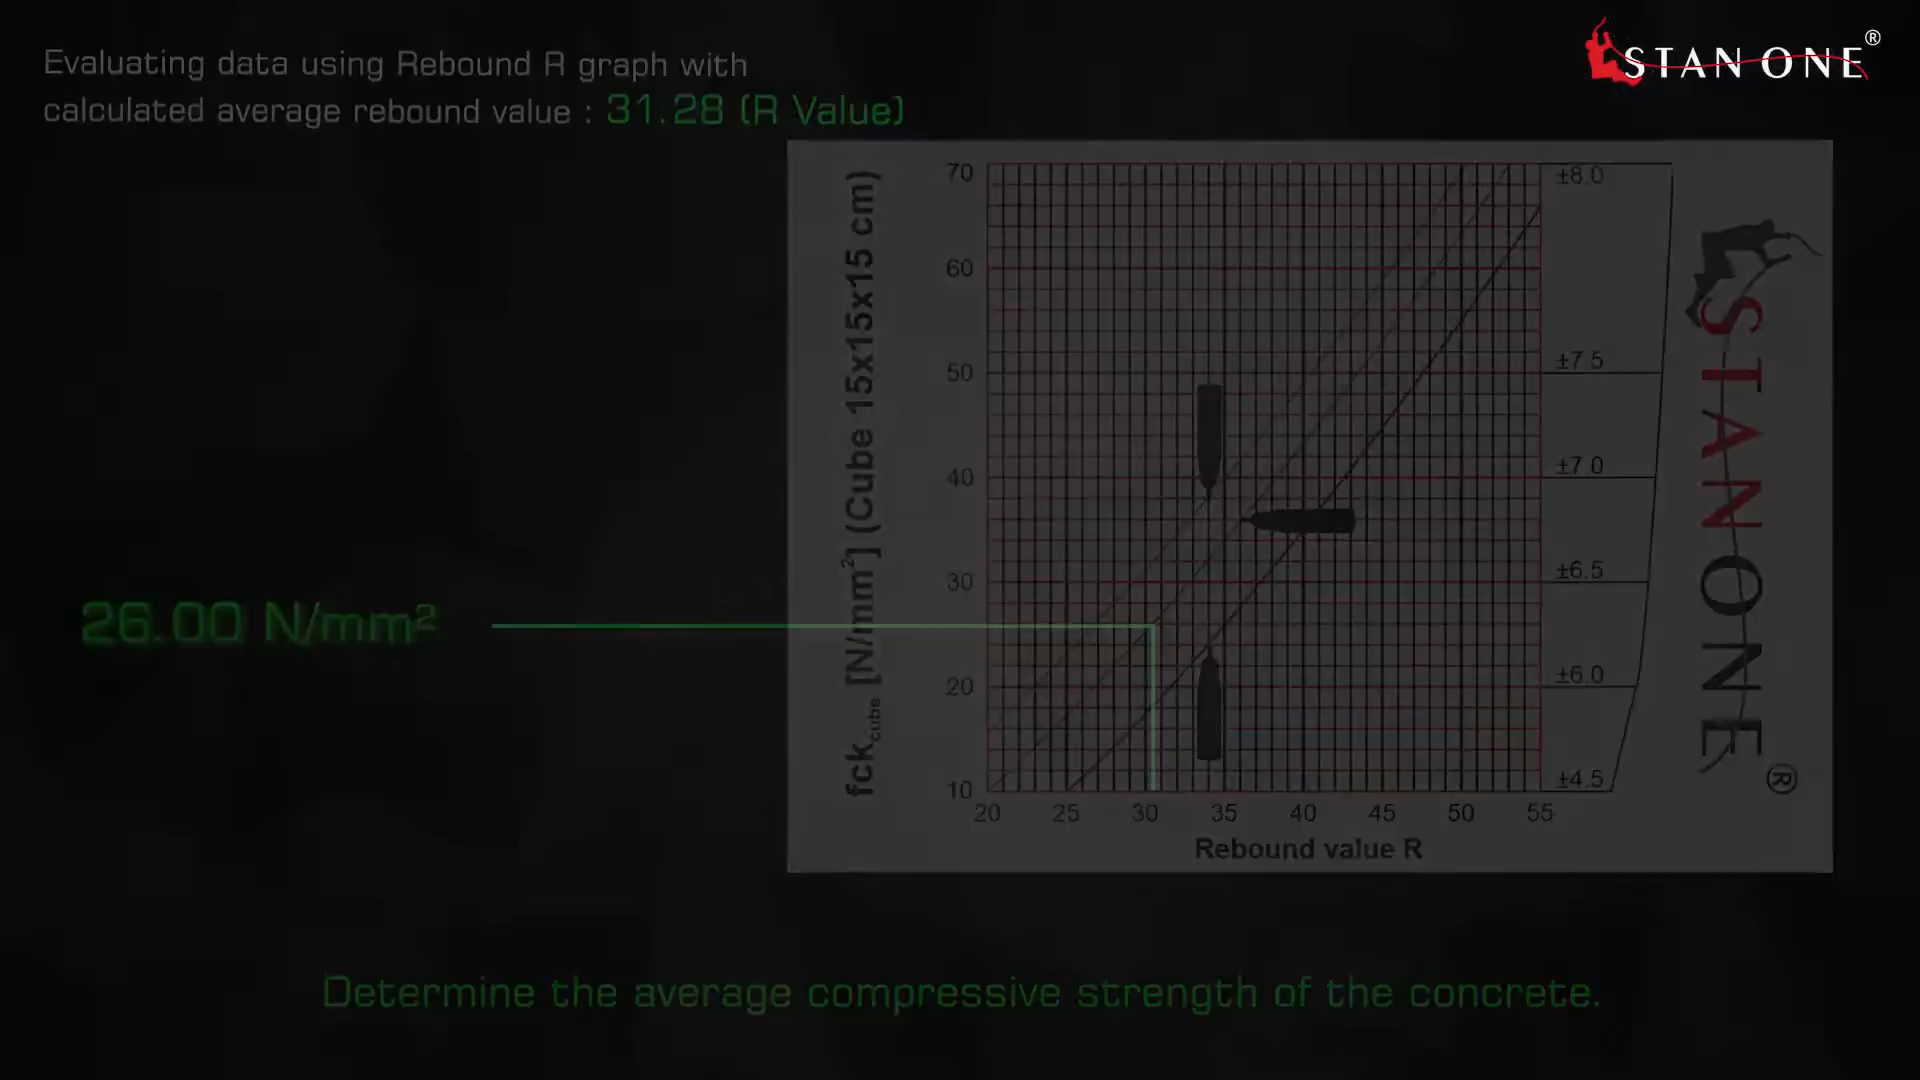 Evaluating data using Rebound R graph with
calculated average rebound value : 31.28 (R Value)
STAN ONE®
fck cube [N/mm²] (Cube 15x15x15 cm)
70
60
50
40
30
20
10
20 25 30 35 40 45 50 55
Rebound value R
±8.0
±7.5
±7.0
±6.5
±6.0
±4.5
STANONE®
26.00 N/mm²
Determine the average compressive strength of the concrete.